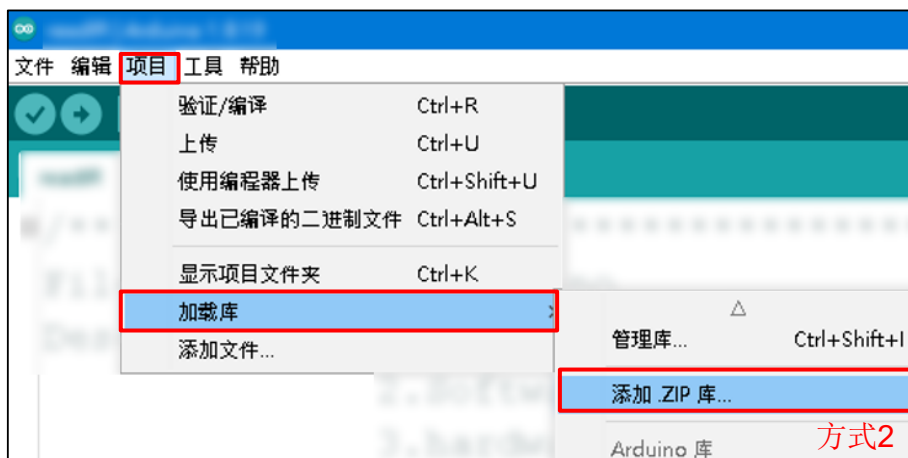 文件 编辑 项目 工具 帮助
验证/编译 Ctrl+R
上传 Ctrl+U
使用编程器上传 Ctrl+Shift+U
导出已编译的二进制文件 Ctrl+Alt+S
显示项目文件夹 Ctrl+K
加载库
添加文件...
管理库... Ctrl+Shift+I
添加 .ZIP 库...
Arduino 库
方式2